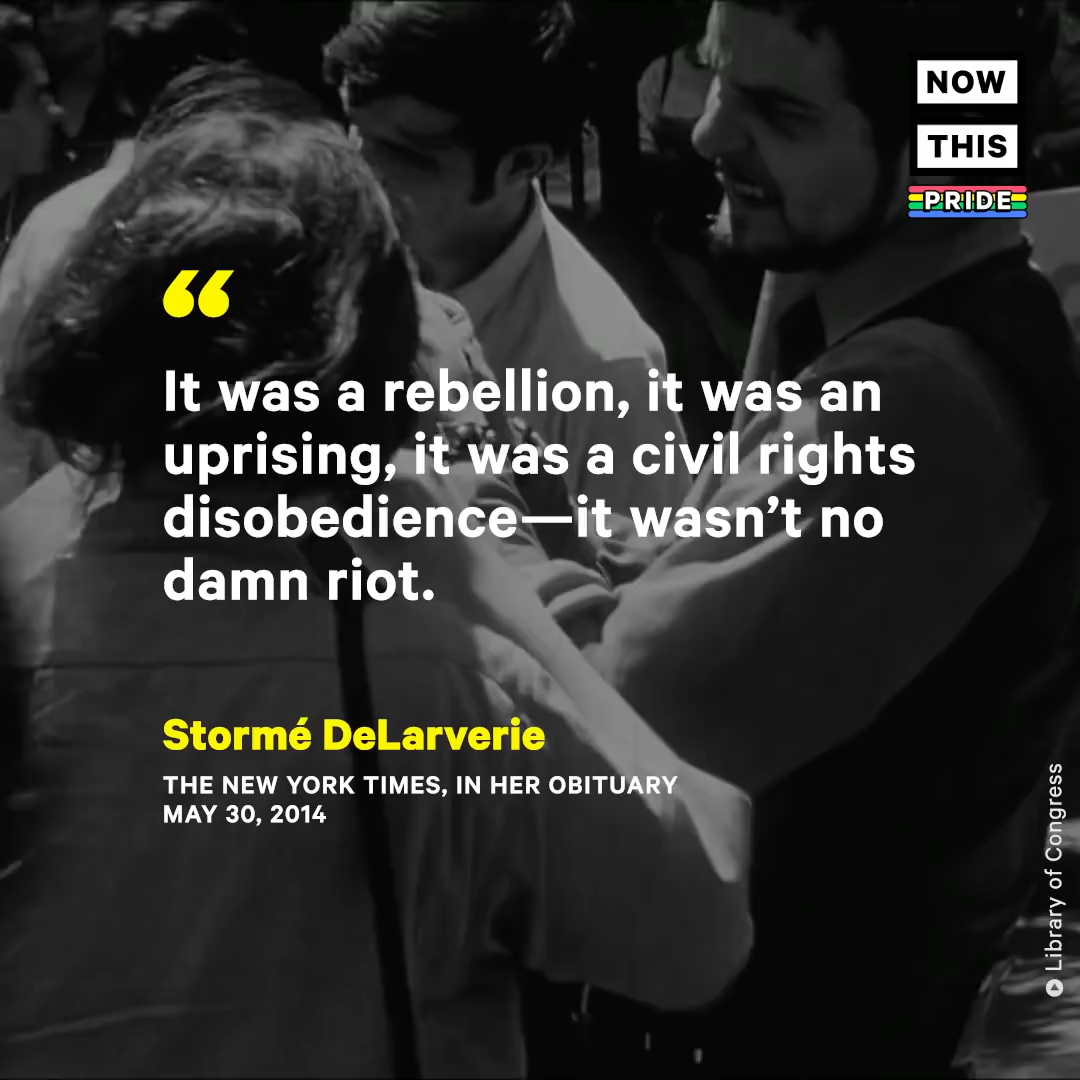 NOW
THIS
PRIDE
“
It was a rebellion, it was an
uprising, it was a civil rights
disobedience—it wasn’t no
damn riot.
Stormé DeLarverie
THE NEW YORK TIMES, IN HER OBITUARY
MAY 30, 2014
Library of Congress